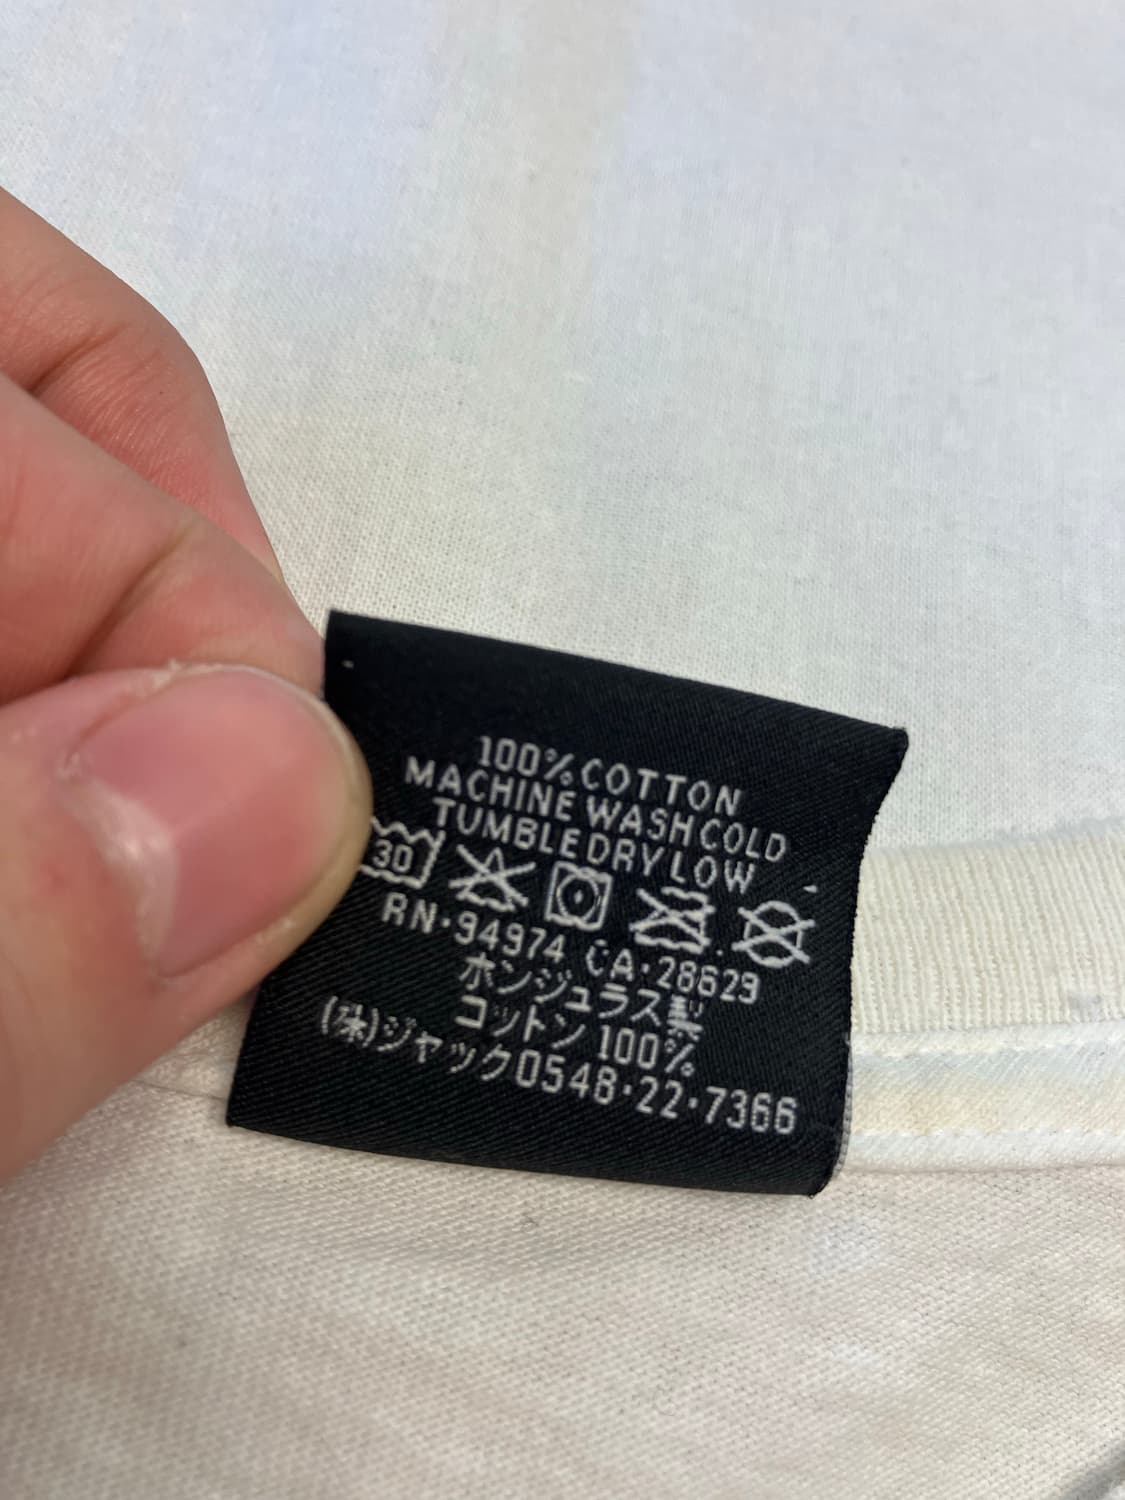 100% COTTON
MACHINE WASH COLD
TUMBLE DRY LOW
30
RN·94974 CA·28629
ホンジュラス製
コットン 100%
(株)ジャック0548·22·7366